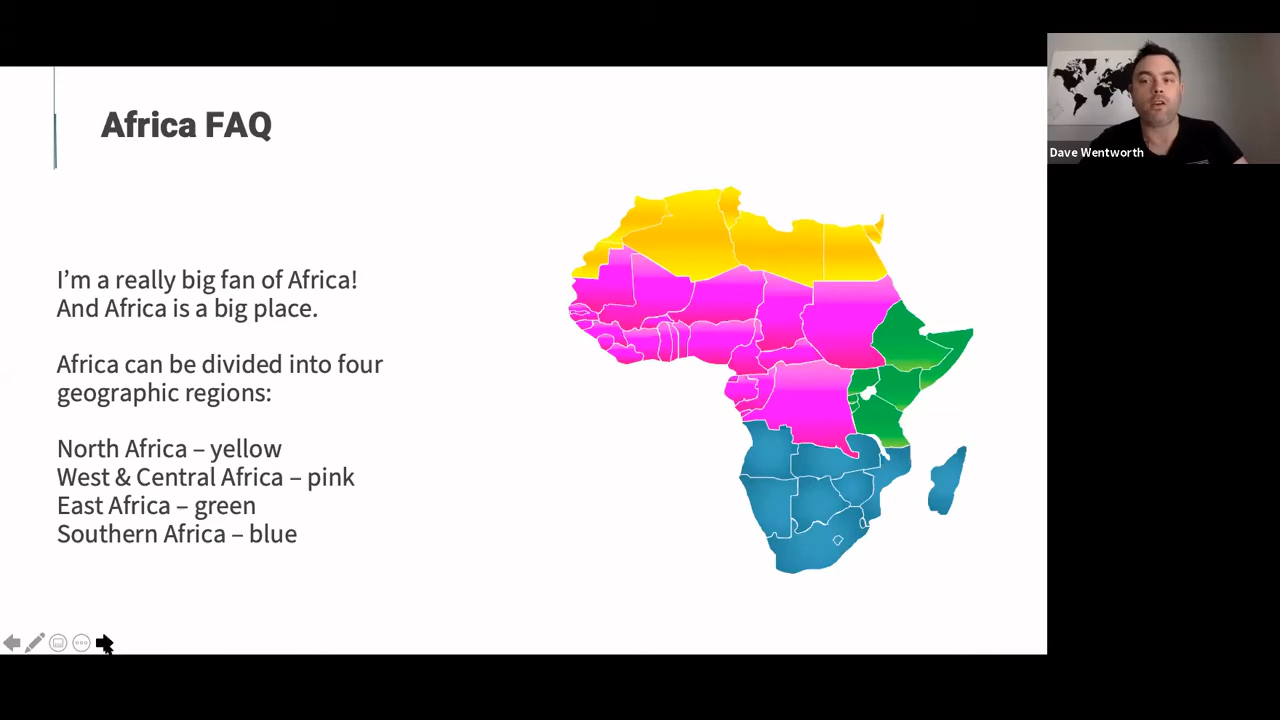 Africa FAQ
I’m a really big fan of Africa!
And Africa is a big place.
Africa can be divided into four
geographic regions:
North Africa – yellow
West & Central Africa – pink
East Africa – green
Southern Africa – blue
Dave Wentworth